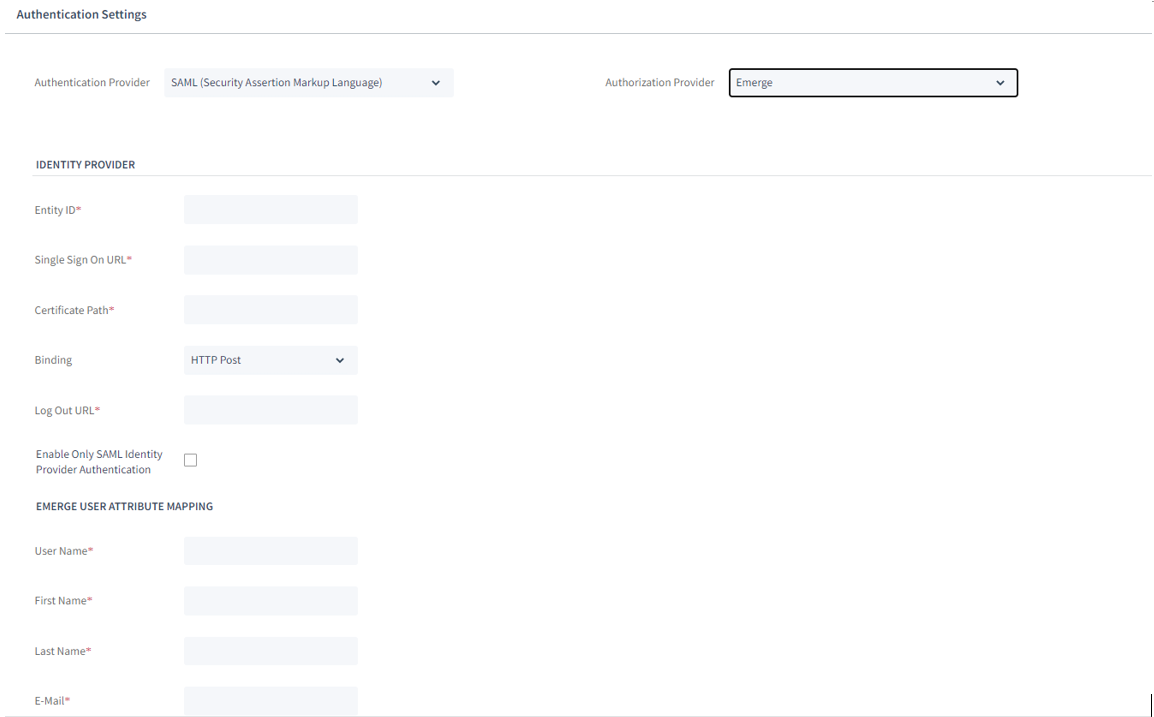 Authentication Settings
Authentication Provider SAML (Security Assertion Markup Language) Authorization Provider Emerge
IDENTITY PROVIDER
Entity ID*
Single Sign On URL*
Certificate Path*
Binding HTTP Post
Log Out URL*
Enable Only SAML Identity
Provider Authentication
EMERGE USER ATTRIBUTE MAPPING
User Name*
First Name*
Last Name*
E-Mail*